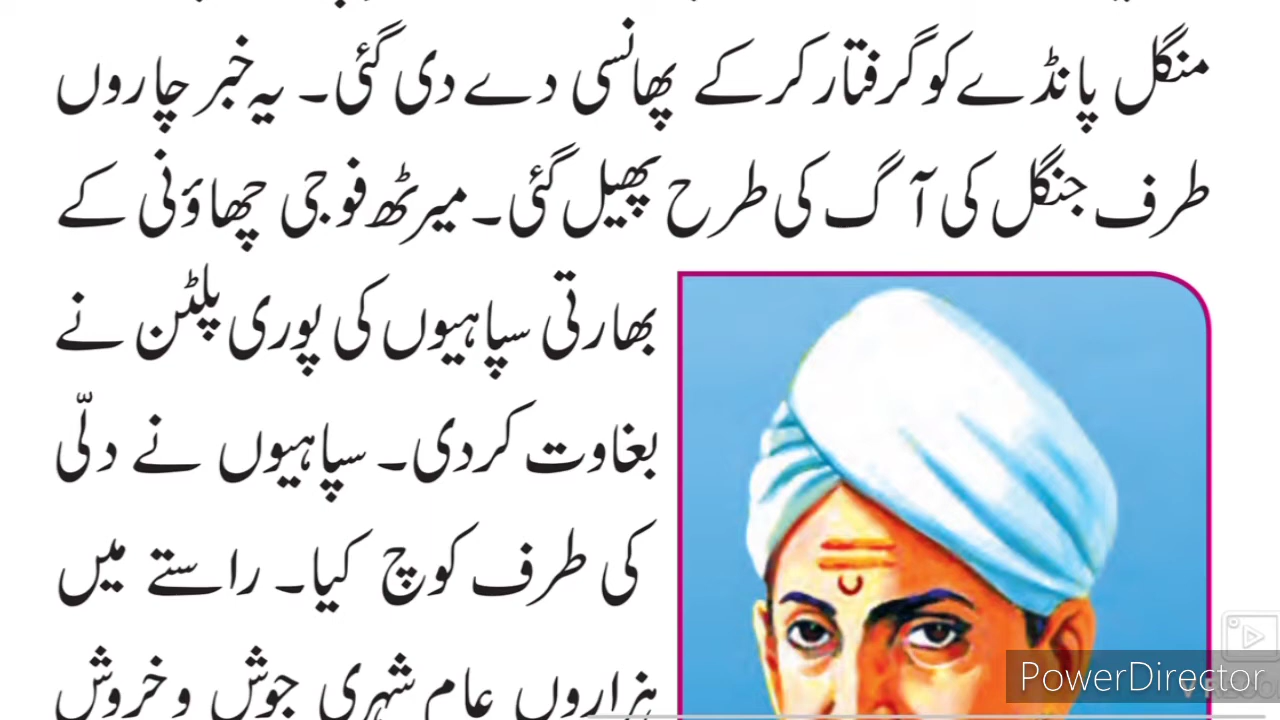 منگل پانڈے کو گرفتار کر کے پھانسی دے دی گئی۔ یہ خبر چاروں
طرف جنگل کی آگ کی طرح پھیل گئی۔ میرٹھ فوجی چھاؤنی کے
بھارتی سپاہیوں کی پوری پلٹن نے
بغاوت کردی۔ سپاہیوں نے دلّی
کی طرف کوچ کیا۔ راستے میں
ہزاروں عام شہری جوش و خروش
PowerDirector